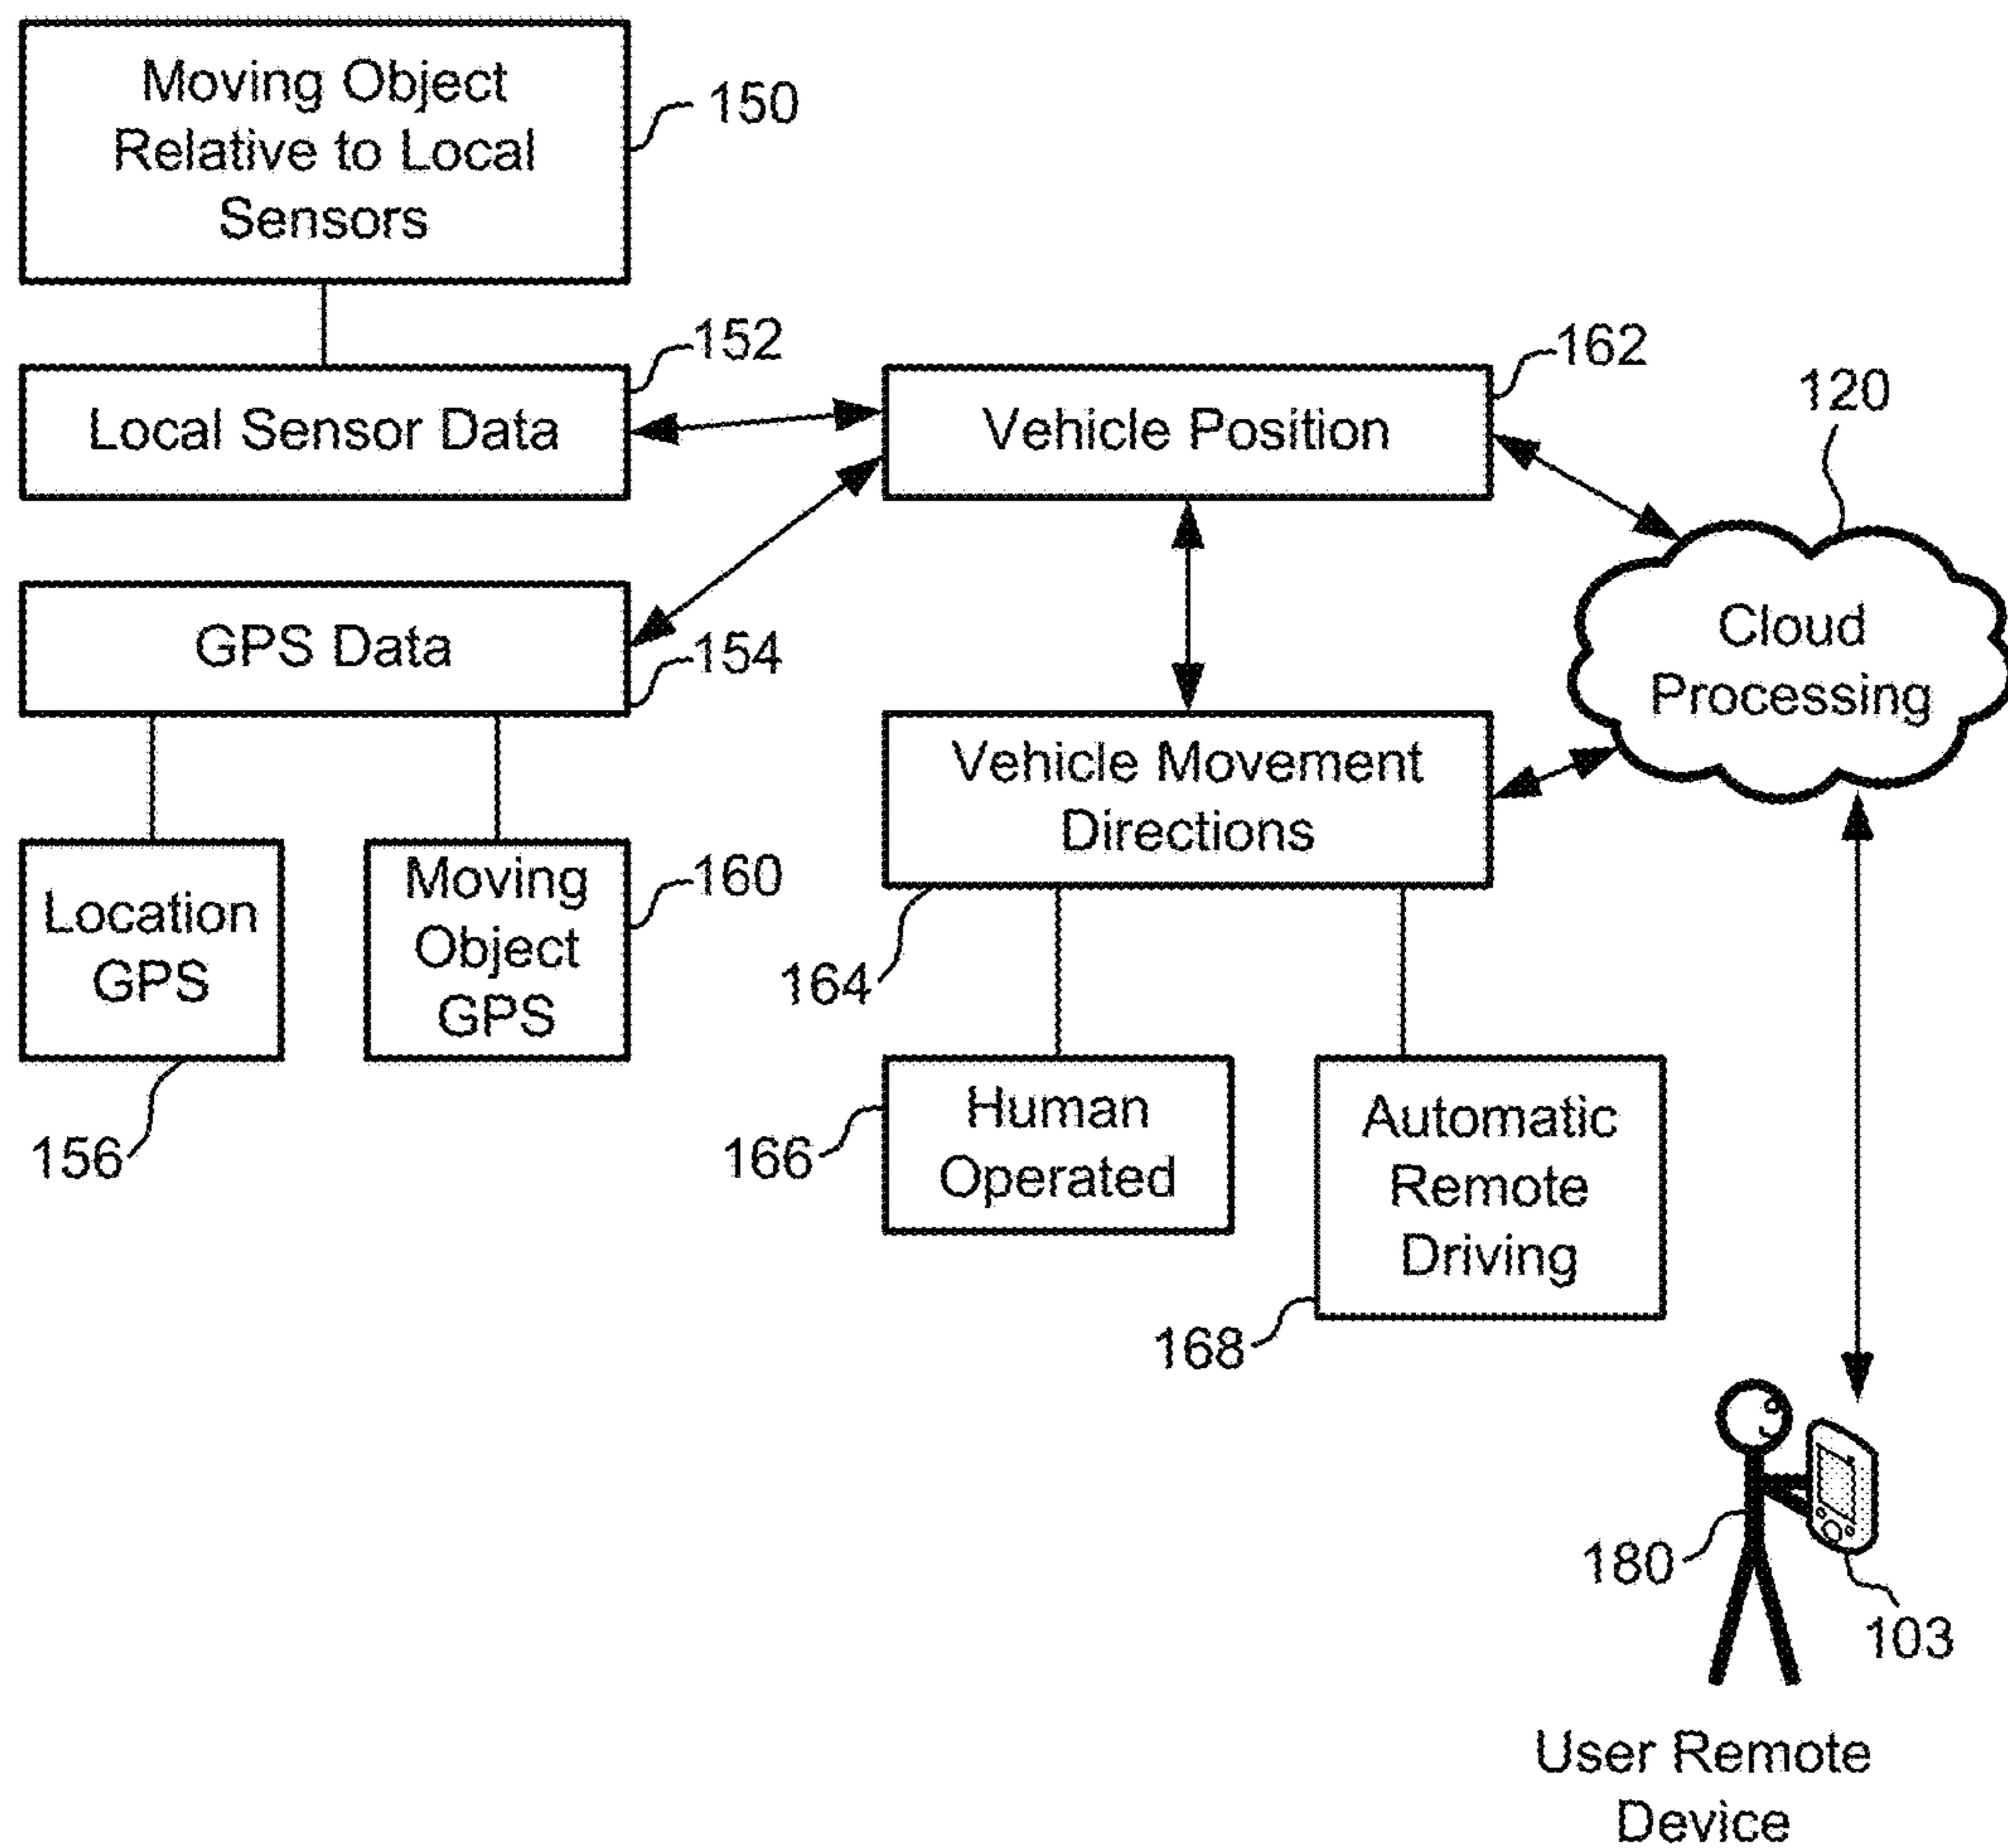 Moving Object
Relative to Local
Sensors
150
Local Sensor Data
152
Vehicle Position
162
120
GPS Data
154
Cloud
Processing
Vehicle Movement
Directions
164
Location
GPS
156
Moving
Object
GPS
160
Human
Operated
166
Automatic
Remote
Driving
168
180
103
User Remote
Device